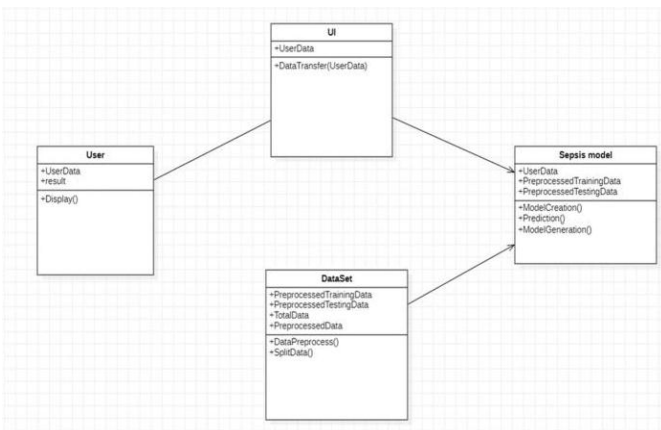 UI
+UserData
+DataTransfer(UserData)
User
+UserData
+result
+Display()
Sepsis model
+UserData
+PreprocessedTrainingData
+PreprocessedTestingData
+ModelCreation()
+Prediction()
+ModelGeneration()
DataSet
+PreprocessedTrainingData
+PreprocessedTestingData
+TotalData
+PreprocessedData
+DataPreprocess()
+SplitData()